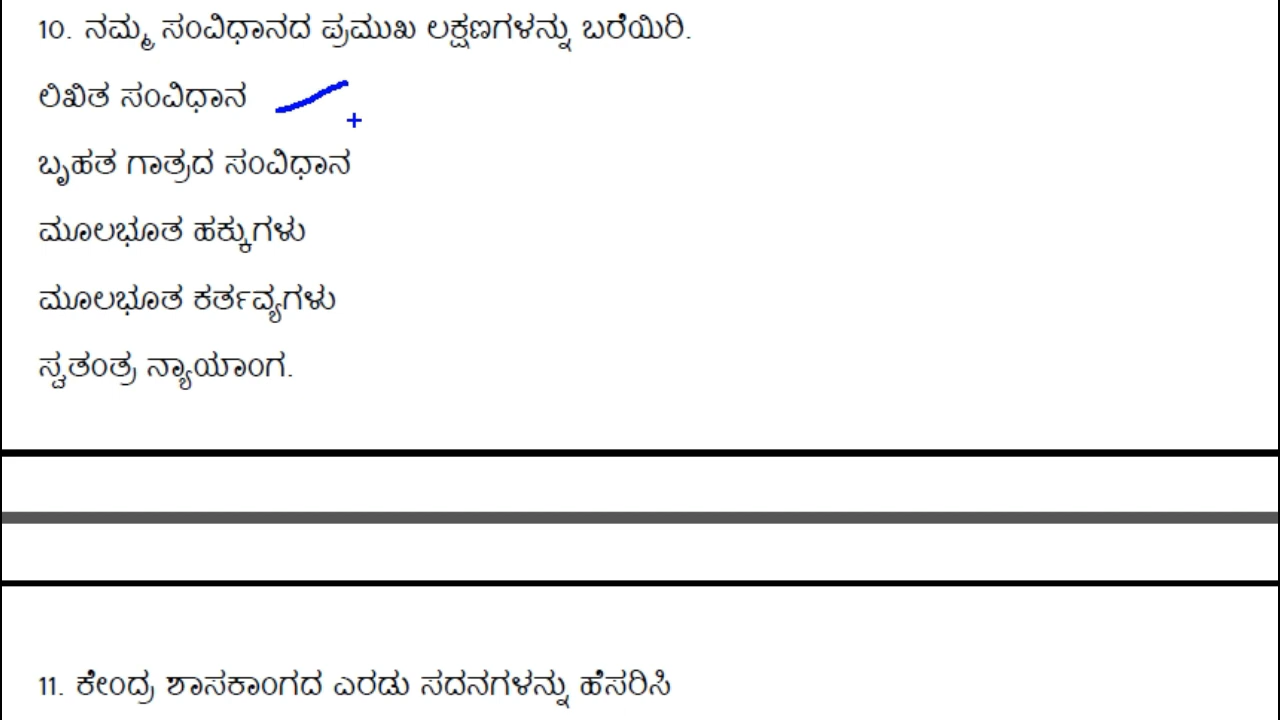 10. ನಮ್ಮ ಸಂವಿಧಾನದ ಪ್ರಮುಖ ಲಕ್ಷಣಗಳನ್ನು ಬರೆಯಿರಿ.
ಲಿಖಿತ ಸಂವಿಧಾನ
ಬೃಹತ ಗಾತ್ರದ ಸಂವಿಧಾನ
ಮೂಲಭೂತ ಹಕ್ಕುಗಳು
ಮೂಲಭೂತ ಕರ್ತವ್ಯಗಳು
ಸ್ವತಂತ್ರ ನ್ಯಾಯಾಂಗ.
11. ಕೇಂದ್ರ ಶಾಸಕಾಂಗದ ಎರಡು ಸದನಗಳನ್ನು ಹೆಸರಿಸಿ